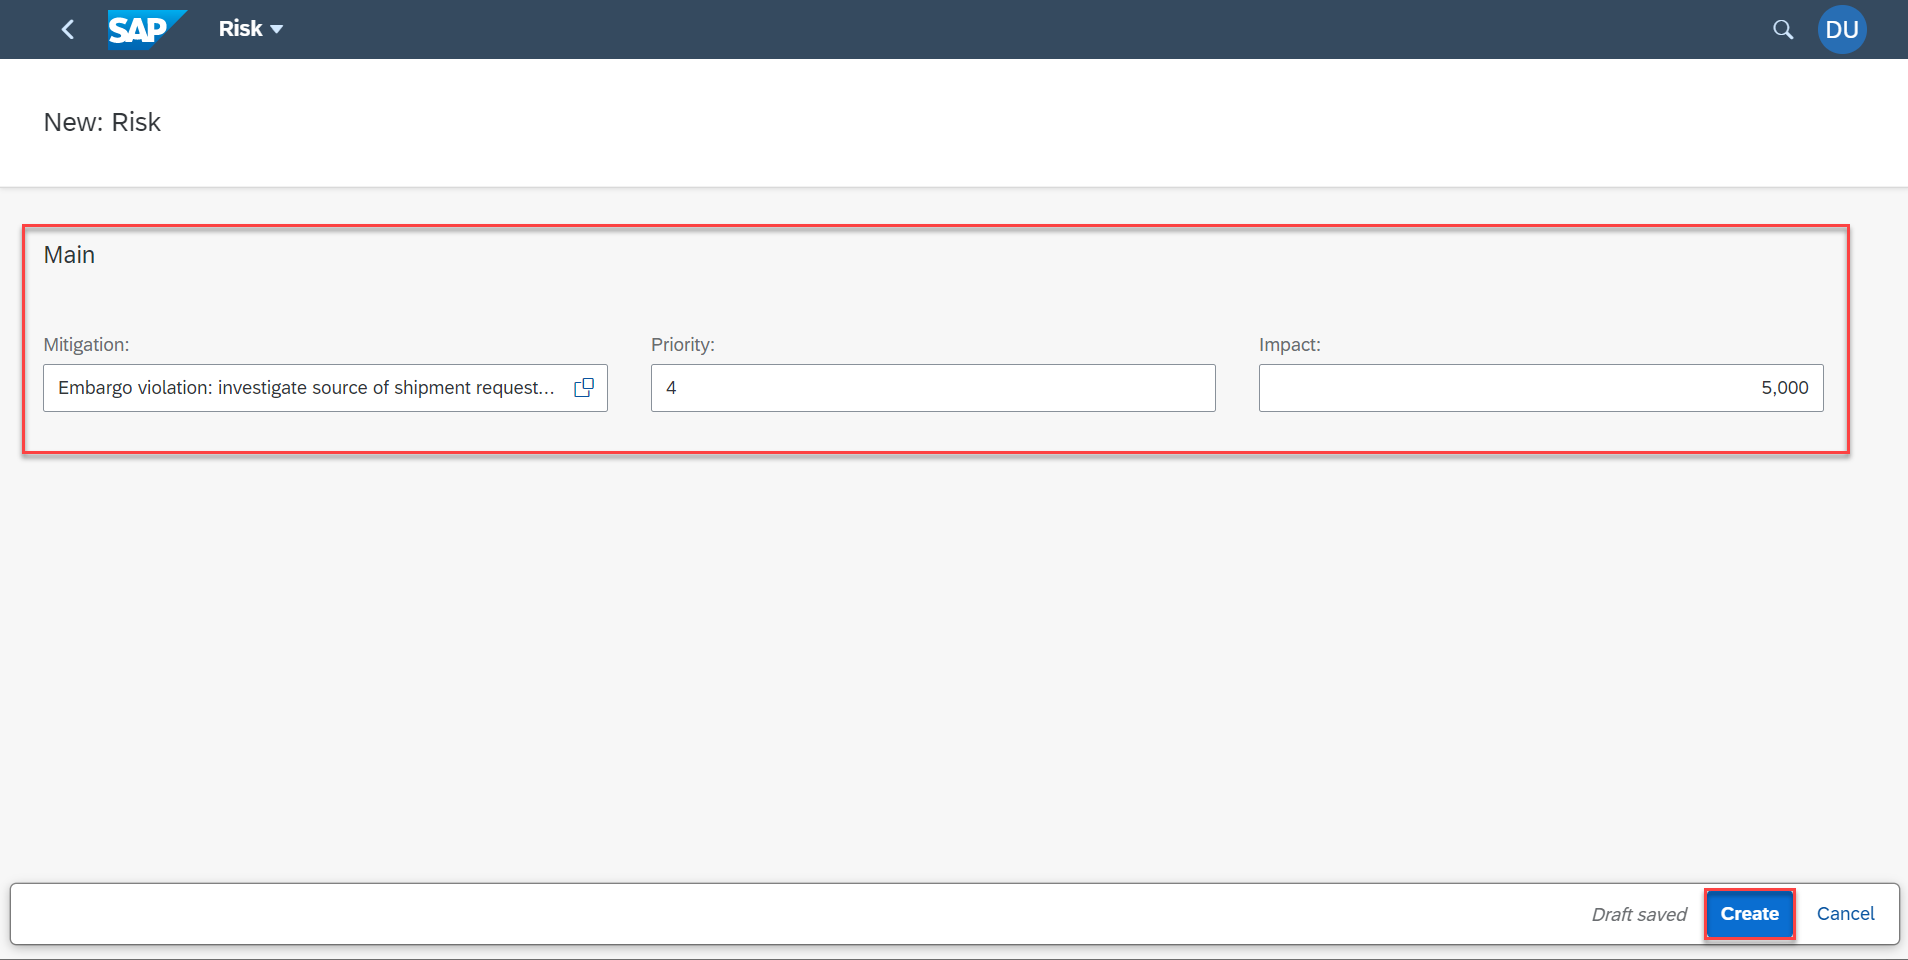 SAP Risk DU
New: Risk
Main
Mitigation: Priority: Impact:
Embargo violation: investigate source of shipment request... 4 5,000
Draft saved Create Cancel